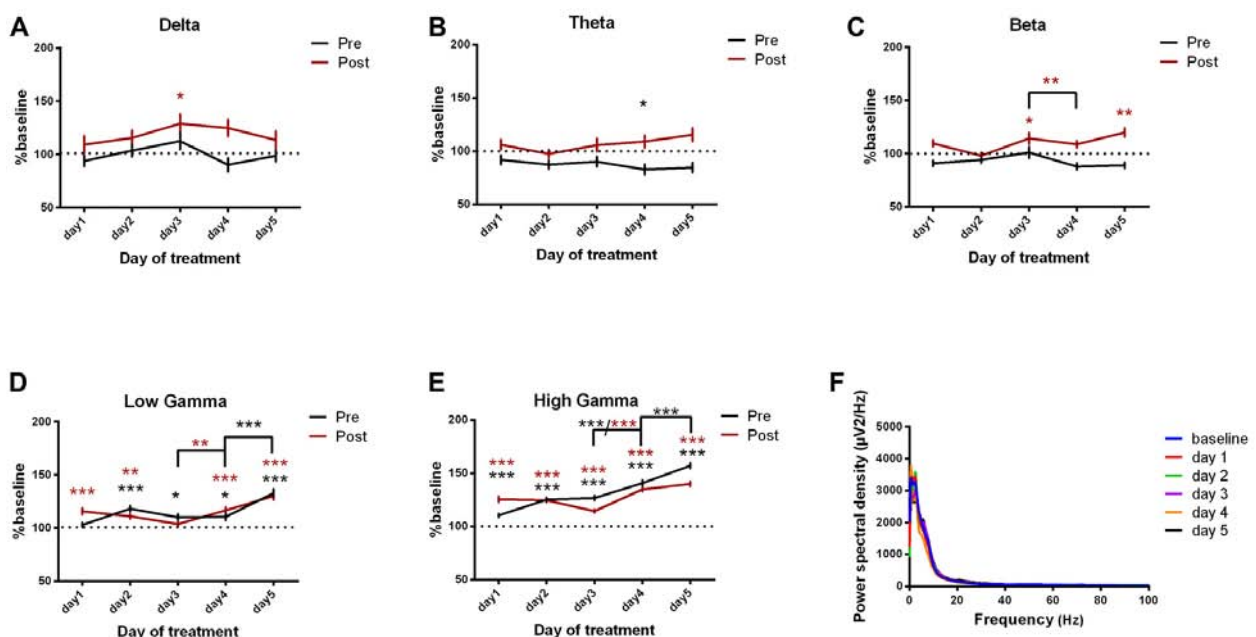 A
Delta
Pre
Post
200
150
100
50
%baseline
*
day1
day2
day3
day4
day5
Day of treatment
B
Theta
Pre
Post
200
150
100
50
%baseline
*
day1
day2
day3
day4
day5
Day of treatment
C
Beta
Pre
Post
200
150
100
50
%baseline
**
*
**
day1
day2
day3
day4
day5
Day of treatment
D
Low Gamma
Pre
Post
200
150
100
50
%baseline
***
**
**
***
***
***
*
*
***
***
day1
day2
day3
day4
day5
Day of treatment
E
High Gamma
Pre
Post
200
150
100
50
%baseline
***
***/***
***
***
***
***
***
***
***
***
***
***
day1
day2
day3
day4
day5
Day of treatment
F
Power spectral density (µV2/Hz)
5000
4000
3000
2000
1000
0
0
20
40
60
80
100
Frequency (Hz)
baseline
day 1
day 2
day 3
day 4
day 5